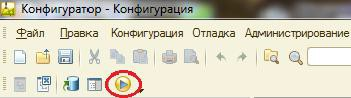 Конфигуратор - Конфигурация
Файл Правка Конфигурация Отладка Администрирование